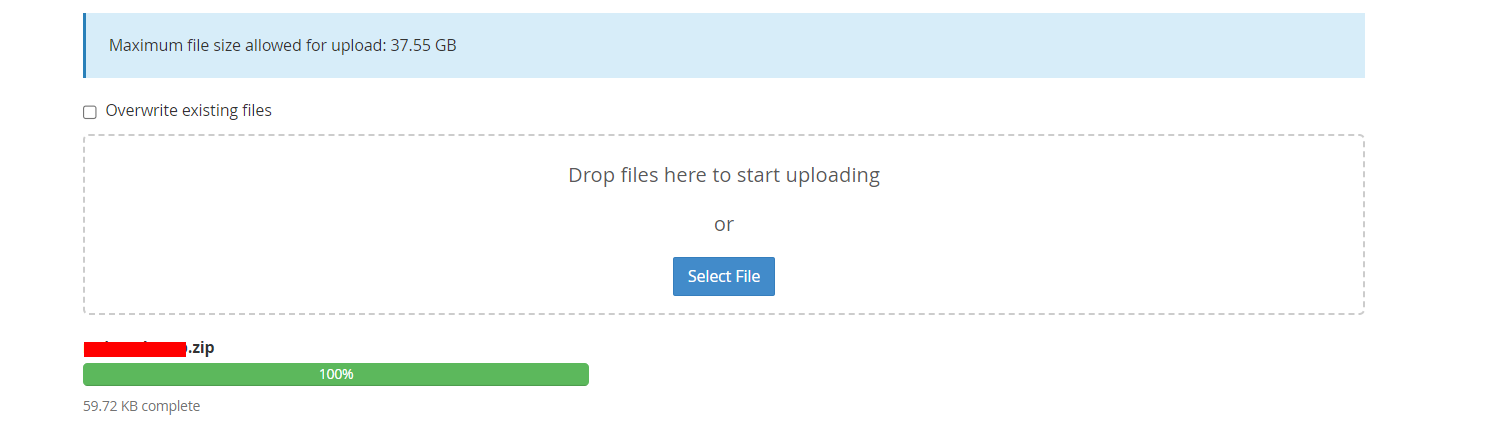 Maximum file size allowed for upload: 37.55 GB
Overwrite existing files
Drop files here to start uploading
or
Select File
.zip
100%
59.72 KB complete